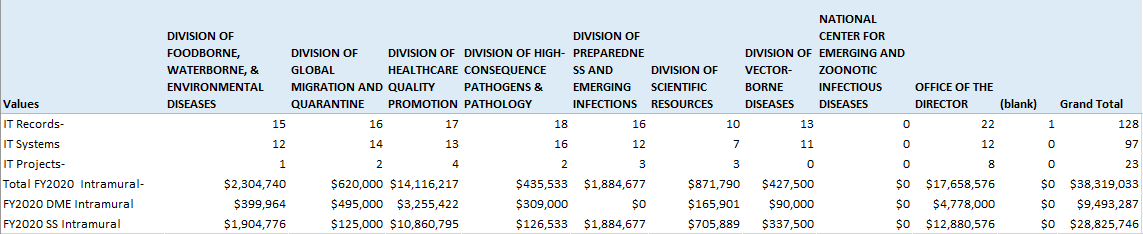 NATIONAL
DIVISION OF DIVISION OF CENTER FOR
FOODBORNE, DIVISION OF DIVISION OF DIVISION OF HIGH- PREPAREDNE DIVISION OF EMERGING AND
WATERBORNE, & GLOBAL HEALTHCARE CONSEQUENCE SS AND DIVISION OF VECTOR- ZOONOTIC
ENVIRONMENTAL MIGRATION AND QUALITY PATHOGENS & EMERGING SCIENTIFIC BORNE INFECTIOUS OFFICE OF THE
Values DISEASES QUARANTINE PROMOTION PATHOLOGY INFECTIONS RESOURCES DISEASES DISEASES DIRECTOR (blank) Grand Total
IT Records- 15 16 17 18 16 10 13 0 22 1 128
IT Systems 12 14 13 16 12 7 11 0 12 0 97
IT Projects- 1 2 4 2 3 3 0 0 8 0 23
Total FY2020 Intramural- $2,304,740 $620,000 $14,116,217 $435,533 $1,884,677 $871,790 $427,500 $0 $17,658,576 $0 $38,319,033
FY2020 DME Intramural $399,964 $495,000 $3,255,422 $309,000 $0 $165,901 $90,000 $0 $4,778,000 $0 $9,493,287
FY2020 SS Intramural $1,904,776 $125,000 $10,860,795 $126,533 $1,884,677 $705,889 $337,500 $0 $12,880,576 $0 $28,825,746